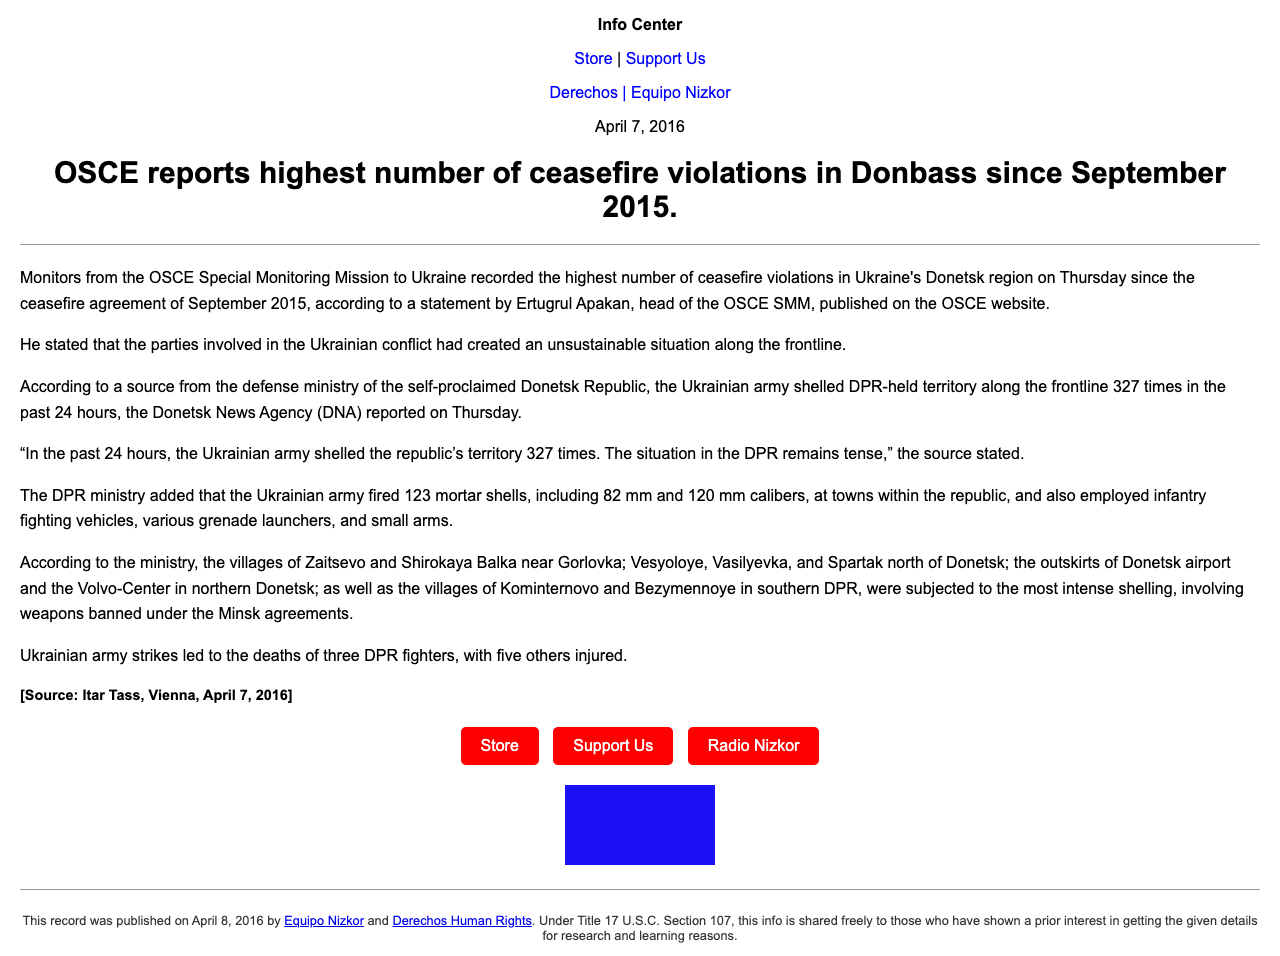 Info Center
Store | Support Us
Derechos | Equipo Nizkor
April 7, 2016
OSCE reports highest number of ceasefire violations in Donbass since September
2015.
Monitors from the OSCE Special Monitoring Mission to Ukraine recorded the highest number of ceasefire violations in Ukraine's Donetsk region on Thursday since the
ceasefire agreement of September 2015, according to a statement by Ertugrul Apakan, head of the OSCE SMM, published on the OSCE website.
He stated that the parties involved in the Ukrainian conflict had created an unsustainable situation along the frontline.
According to a source from the defense ministry of the self-proclaimed Donetsk Republic, the Ukrainian army shelled DPR-held territory along the frontline 327 times in the
past 24 hours, the Donetsk News Agency (DNA) reported on Thursday.
“In the past 24 hours, the Ukrainian army shelled the republic’s territory 327 times. The situation in the DPR remains tense,” the source stated.
The DPR ministry added that the Ukrainian army fired 123 mortar shells, including 82 mm and 120 mm calibers, at towns within the republic, and also employed infantry
fighting vehicles, various grenade launchers, and small arms.
According to the ministry, the villages of Zaitsevo and Shirokaya Balka near Gorlovka; Vesyoloye, Vasilyevka, and Spartak north of Donetsk; the outskirts of Donetsk airport
and the Volvo-Center in northern Donetsk; as well as the villages of Kominternovo and Bezymennoye in southern DPR, were subjected to the most intense shelling, involving
weapons banned under the Minsk agreements.
Ukrainian army strikes led to the deaths of three DPR fighters, with five others injured.
[Source: Itar Tass, Vienna, April 7, 2016]
Store Support Us Radio Nizkor
This record was published on April 8, 2016 by Equipo Nizkor and Derechos Human Rights. Under Title 17 U.S.C. Section 107, this info is shared freely to those who have shown a prior interest in getting the given details
for research and learning reasons.